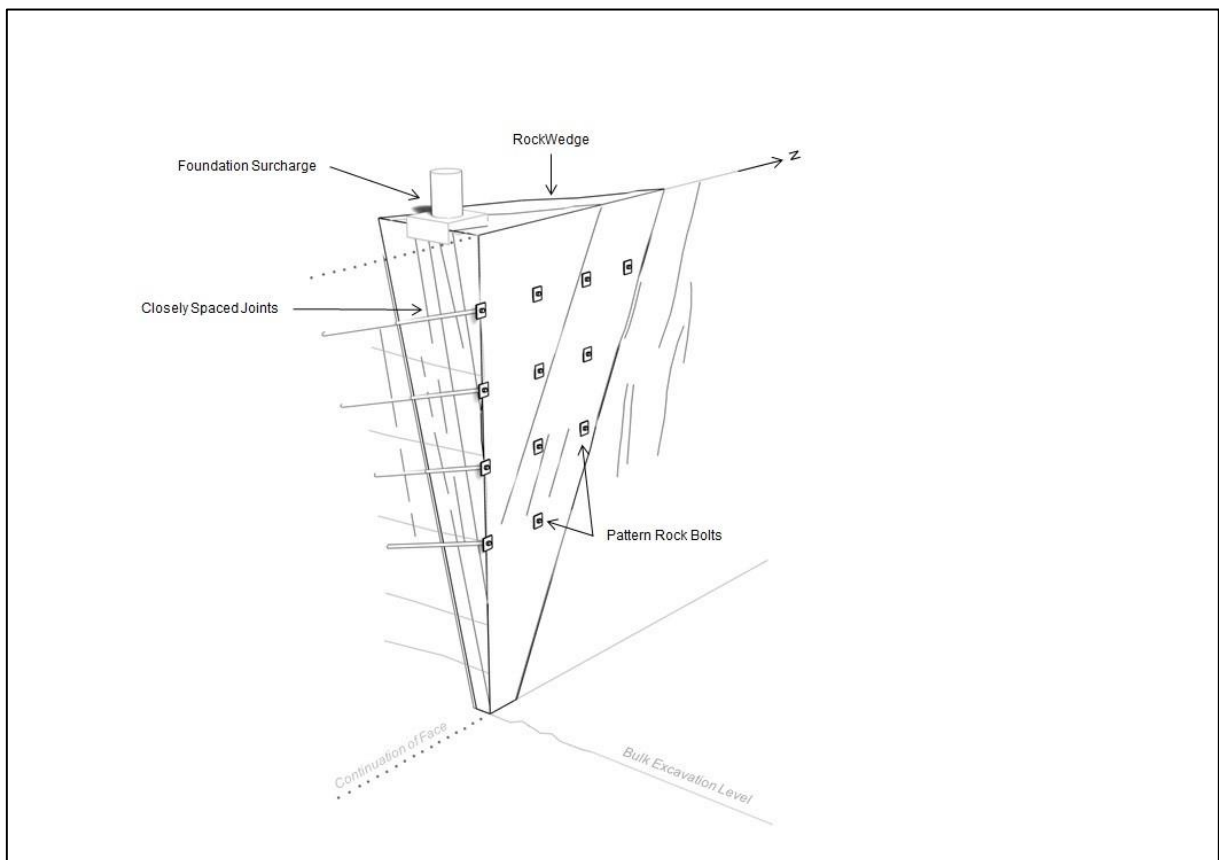 RockWedge
N
Foundation Surcharge
Closely Spaced Joints
Pattern Rock Bolts
Continuation of Face
Bulk Excavation Level